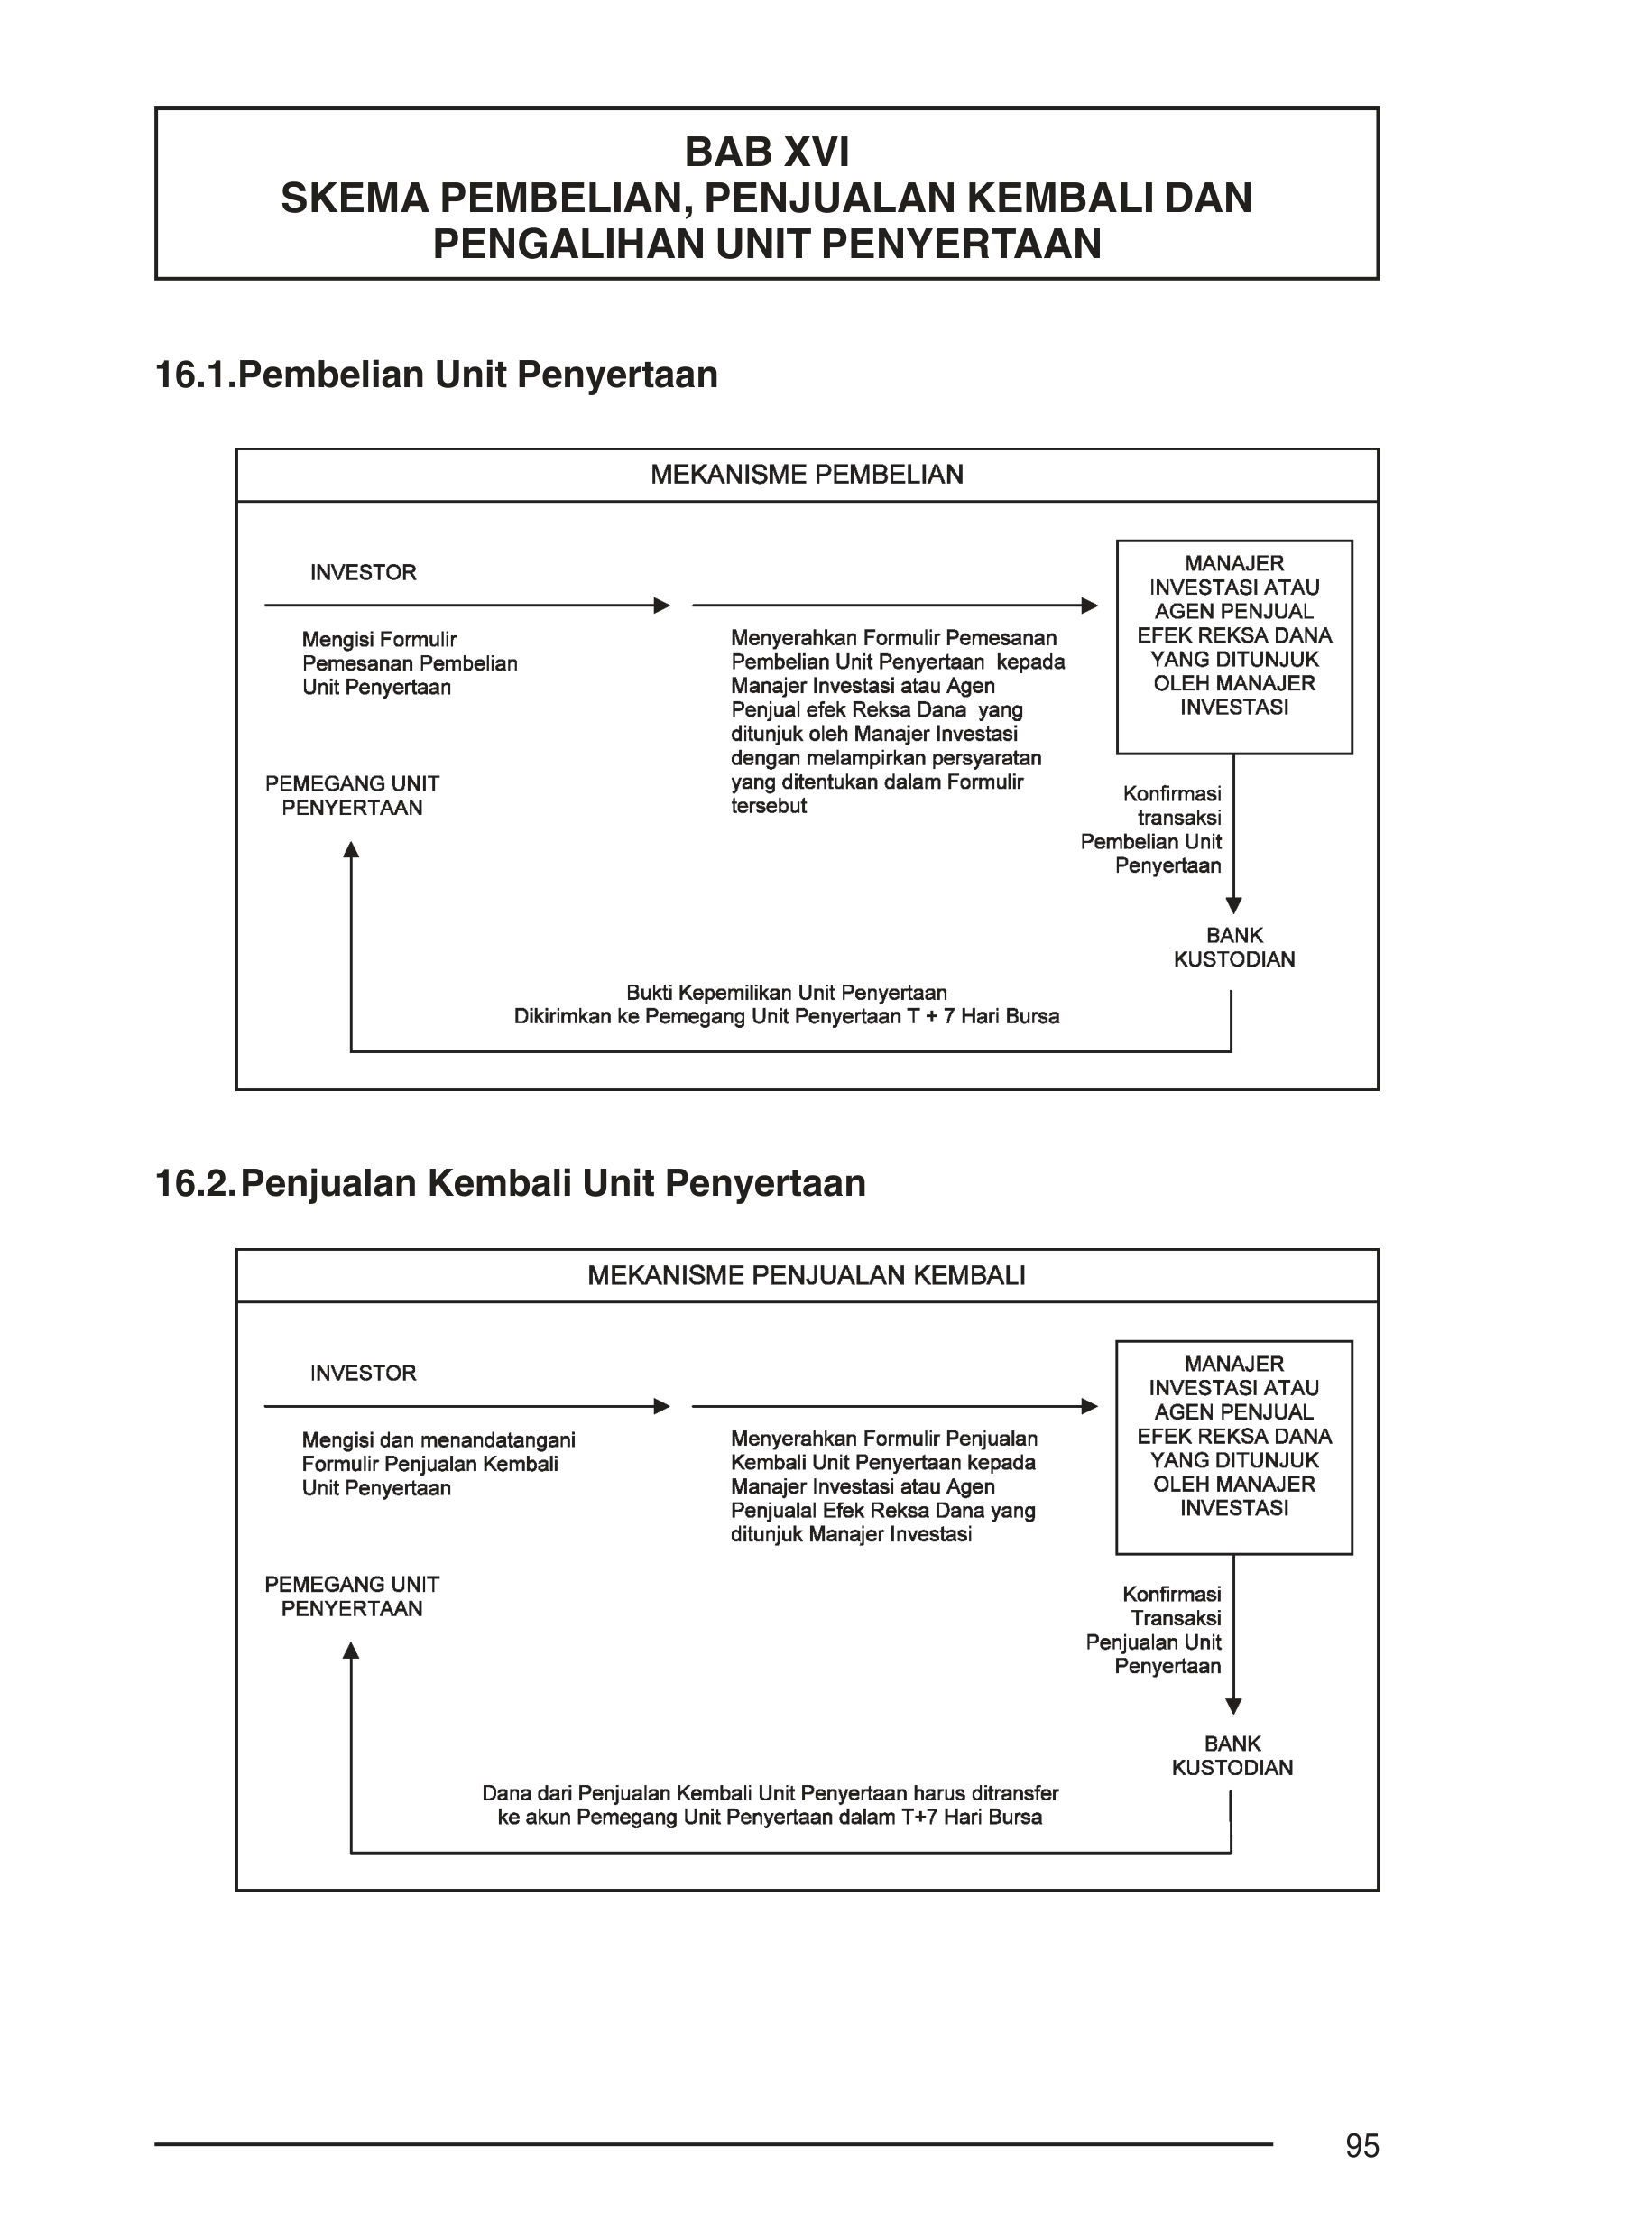 BAB XVI
SKEMA PEMBELIAN, PENJUALAN KEMBALI DAN
PENGALIHAN UNIT PENYERTAAN
16.1.Pembelian Unit Penyertaan
MEKANISME PEMBELIAN
INVESTOR
Mengisi Formulir
Pemesanan Pembelian
Unit Penyertaan
Menyerahkan Formulir Pemesanan
Pembelian Unit Penyertaan kepada
Manajer Investasi atau Agen
Penjual efek Reksa Dana yang
ditunjuk oleh Manajer Investasi
dengan melampirkan persyaratan
yang ditentukan dalam Formulir
tersebut
MANAJER
INVESTASI ATAU
AGEN PENJUAL
EFEK REKSA DANA
YANG DITUNJUK
OLEH MANAJER
INVESTASI
PEMEGANG UNIT
PENYERTAAN
Konfirmasi
transaksi
Pembelian Unit
Penyertaan
BANK
KUSTODIAN
Bukti Kepemilikan Unit Penyertaan
Dikirimkan ke Pemegang Unit Penyertaan T + 7 Hari Bursa
16.2.Penjualan Kembali Unit Penyertaan
MEKANISME PENJUALAN KEMBALI
INVESTOR
Mengisi dan menandatangani
Formulir Penjualan Kembali
Unit Penyertaan
Menyerahkan Formulir Penjualan
Kembali Unit Penyertaan kepada
Manajer Investasi atau Agen
Penjualal Efek Reksa Dana yang
ditunjuk Manajer Investasi
MANAJER
INVESTASI ATAU
AGEN PENJUAL
EFEK REKSA DANA
YANG DITUNJUK
OLEH MANAJER
INVESTASI
PEMEGANG UNIT
PENYERTAAN
Konfirmasi
Transaksi
Penjualan Unit
Penyertaan
BANK
KUSTODIAN
Dana dari Penjualan Kembali Unit Penyertaan harus ditransfer
ke akun Pemegang Unit Penyertaan dalam T+7 Hari Bursa
95